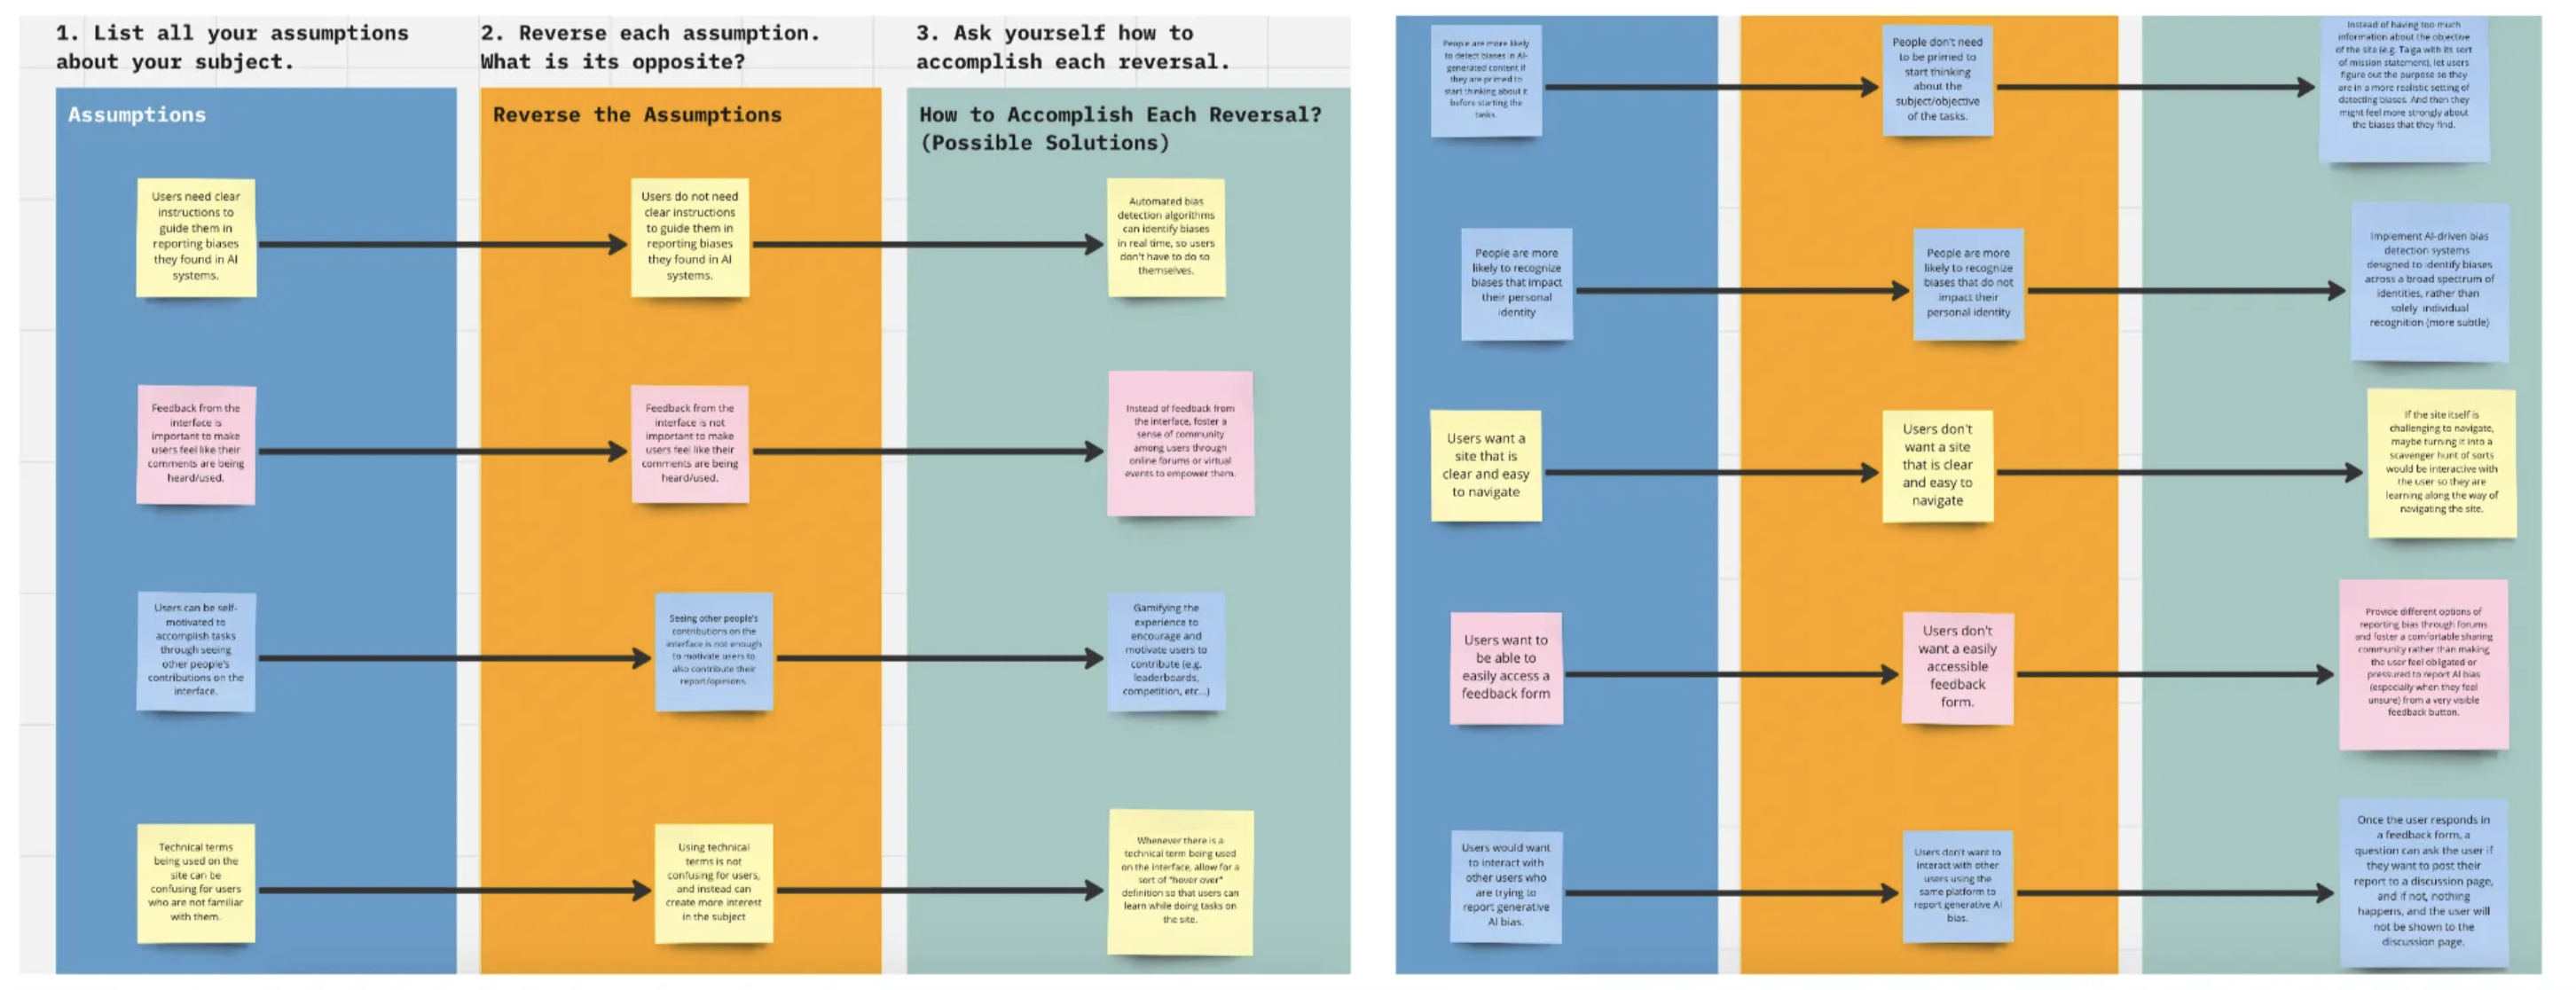 1. List all your assumptions
about your subject.
2. Reverse each assumption.
What is its opposite?
3. Ask yourself how to
accomplish each reversal.
Assumptions
Reverse the Assumptions
How to Accomplish Each Reversal?
(Possible Solutions)
Users need clear
instructions to
guide them in
reporting biases
they found in AI
systems.
Users do not need
clear instructions
to guide them in
reporting biases
they found in AI
systems.
Automated bias
detection algorithms
can identify biases
in real time, so users
don't have to do so
themselves.
Feedback from the
interface is
important to make
users feel like their
comments are being
heard/used.
Feedback from the
interface is not
important to make
users feel like their
comments are being
heard/used.
Instead of feedback from
the interface, foster a
sense of community
among users through
online forums or virtual
events to empower them.
Users can be self-
motivated to
accomplish tasks
through seeing
other people's
contributions on the
interface.
Seeing other people's
contributions on the
interface is not enough
to motivate users to
also contribute their
report/opinions.
Gamifying the
experience to
encourage and
motivate users to
contribute (e.g.
leaderboards,
competition, etc...)
Technical terms
being used on the
site can be
confusing for users
who are not familiar
with them.
Using technical
terms is not
confusing for users,
and instead can
create more interest
in the subject
Whenever there is a
technical term being used
on the interface, allow for a
sort of "hover over"
definition so that users can
learn while doing tasks on
the site.
People are more likely
to detect biases in AI-
generated content if
they are primed to
start thinking about it
before starting the
tasks.
People don't need
to be primed to
start thinking
about the
subject/objective
of the tasks.
Instead of having too much
information about the objective
of the site (e.g. Taiga with its sort
of mission statement), let users
figure out the purpose so they
are in a more realistic setting of
detecting biases. And then they
might feel more strongly about
the biases that they find.
People are more
likely to recognize
biases that impact
their personal
identity
People are more
likely to recognize
biases that do not
impact their
personal identity
Implement AI-driven bias
detection systems
designed to identify biases
across a broad spectrum of
identities, rather than
solely individual
recognition (more subtle)
Users want a
site that is
clear and easy
to navigate
Users don't
want a site
that is clear
and easy to
navigate
If the site itself is
challenging to navigate,
maybe turning it into a
scavenger hunt of sorts
would be interactive with
the user so they are
learning along the way of
navigating the site.
Users want to
be able to
easily access a
feedback form
Users don't
want a easily
accessible
feedback
form.
Provide different options of
reporting bias through forums
and foster a comfortable sharing
community rather than making
the user feel obligated or
pressured to report AI bias
(especially when they feel
unsure) from a very visible
feedback button.
Users would want
to interact with
other users who
are trying to
report generative
AI bias.
Users don't want to
interact with other
users using the
same platform to
report generative AI
bias.
Once the user responds in
a feedback form, a
question can ask the user if
they want to post their
report to a discussion page,
and if not, nothing
happens, and the user will
not be shown to the
discussion page.